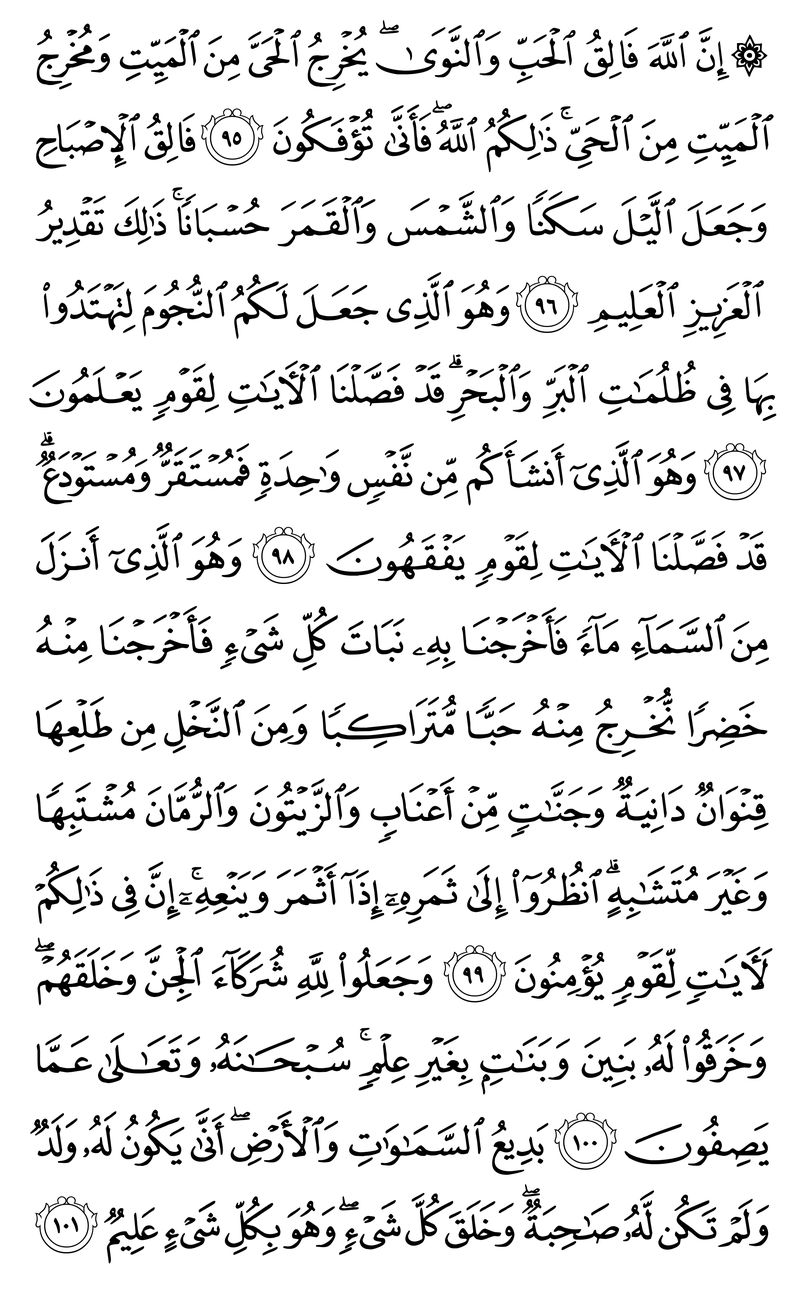 ۞ إِنَّ ٱللَّهَ فَالِقُ ٱلْحَبِّ وَٱلنَّوَىٰ ۖ يُخْرِجُ ٱلْحَىَّ مِنَ ٱلْمَيِّتِ وَمُخْرِجُ
ٱلْمَيِّتِ مِنَ ٱلْحَىِّ ۚ ذَٰلِكُمُ ٱللَّهُ ۖ فَأَنَّىٰ تُؤْفَكُونَ ٩٥ فَالِقُ ٱلْإِصْبَاحِ
وَجَعَلَ ٱلَّيْلَ سَكَنًا وَٱلشَّمْسَ وَٱلْقَمَرَ حُسْبَانًا ۚ ذَٰلِكَ تَقْدِيرُ
ٱلْعَزِيزِ ٱلْعَلِيمِ ٩٦ وَهُوَ ٱلَّذِى جَعَلَ لَكُمُ ٱلنُّجُومَ لِتَهْتَدُوا۟
بِهَا فِى ظُلُمَـٰتِ ٱلْبَرِّ وَٱلْبَحْرِ ۗ قَدْ فَصَّلْنَا ٱلْـَٔايَـٰتِ لِقَوْمٍ يَعْلَمُونَ
٩٧ وَهُوَ ٱلَّذِىٓ أَنشَأَكُم مِّن نَّفْسٍ وَٰحِدَةٍ فَمُسْتَقَرٌّ وَمُسْتَوْدَعٌ ۗ
قَدْ فَصَّلْنَا ٱلْـَٔايَـٰتِ لِقَوْمٍ يَفْقَهُونَ ٩٨ وَهُوَ ٱلَّذِىٓ أَنزَلَ
مِنَ ٱلسَّمَآءِ مَآءً فَأَخْرَجْنَا بِهِۦ نَبَاتَ كُلِّ شَىْءٍ فَأَخْرَجْنَا مِنْهُ
خَضِرًا نُّخْرِجُ مِنْهُ حَبًّا مُّتَرَاكِبًا وَمِنَ ٱلنَّخْلِ مِن طَلْعِهَا
قِنْوَانٌ دَانِيَةٌ وَجَنَّـٰتٍ مِّنْ أَعْنَابٍ وَٱلزَّيْتُونَ وَٱلرُّمَّانَ مُشْتَبِهًا
وَغَيْرَ مُتَشَـٰبِهٍ ۗ ٱنظُرُوٓا۟ إِلَىٰ ثَمَرِهِۦٓ إِذَآ أَثْمَرَ وَيَنْعِهِۦٓ ۚ إِنَّ فِى ذَٰلِكُمْ
لَـَٔايَـٰتٍ لِّقَوْمٍ يُؤْمِنُونَ ٩٩ وَجَعَلُوا۟ لِلَّهِ شُرَكَآءَ ٱلْجِنَّ وَخَلَقَهُمْ ۖ
وَخَرَقُوا۟ لَهُۥ بَنِينَ وَبَنَـٰتٍۭ بِغَيْرِ عِلْمٍ ۚ سُبْحَـٰنَهُۥ وَتَعَـٰلَىٰ عَمَّا
يَصِفُونَ ١٠٠ بَدِيعُ ٱلسَّمَـٰوَٰتِ وَٱلْأَرْضِ ۖ أَنَّىٰ يَكُونُ لَهُۥ وَلَدٌ
وَلَمْ تَكُن لَّهُۥ صَـٰحِبَةٌ ۖ وَخَلَقَ كُلَّ شَىْءٍ ۖ وَهُوَ بِكُلِّ شَىْءٍ عَلِيمٌ ١٠١